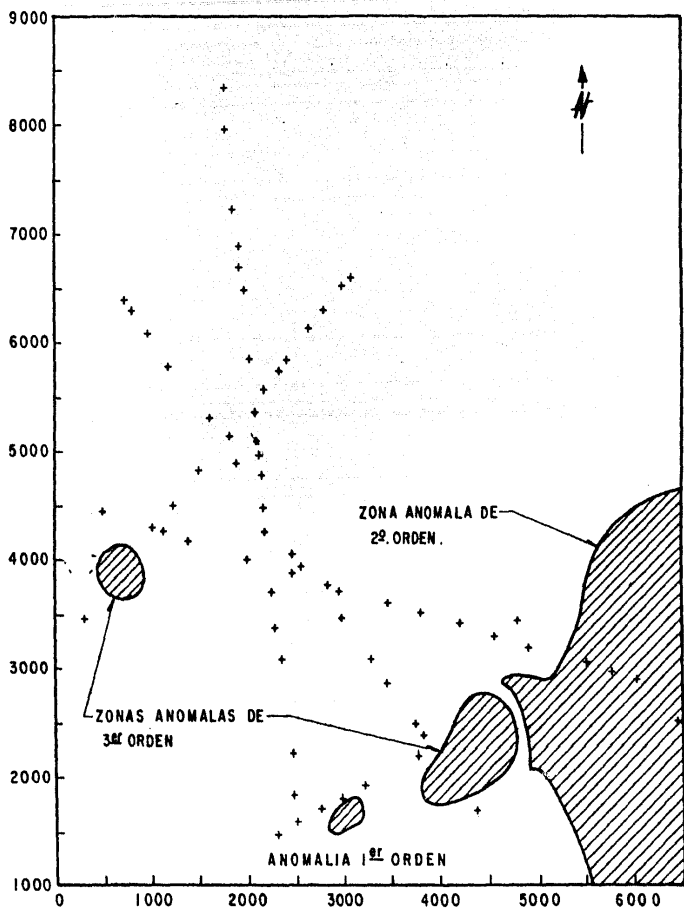 9000
8000
7000
6000
5000
4000
3000
2000
1000
ZONA ANOMALA DE
2º. ORDEN.
ZONAS ANOMALAS DE
3er ORDEN
ANOMALIA 1er ORDEN
0 1000 2000 3000 4000 5000 6000